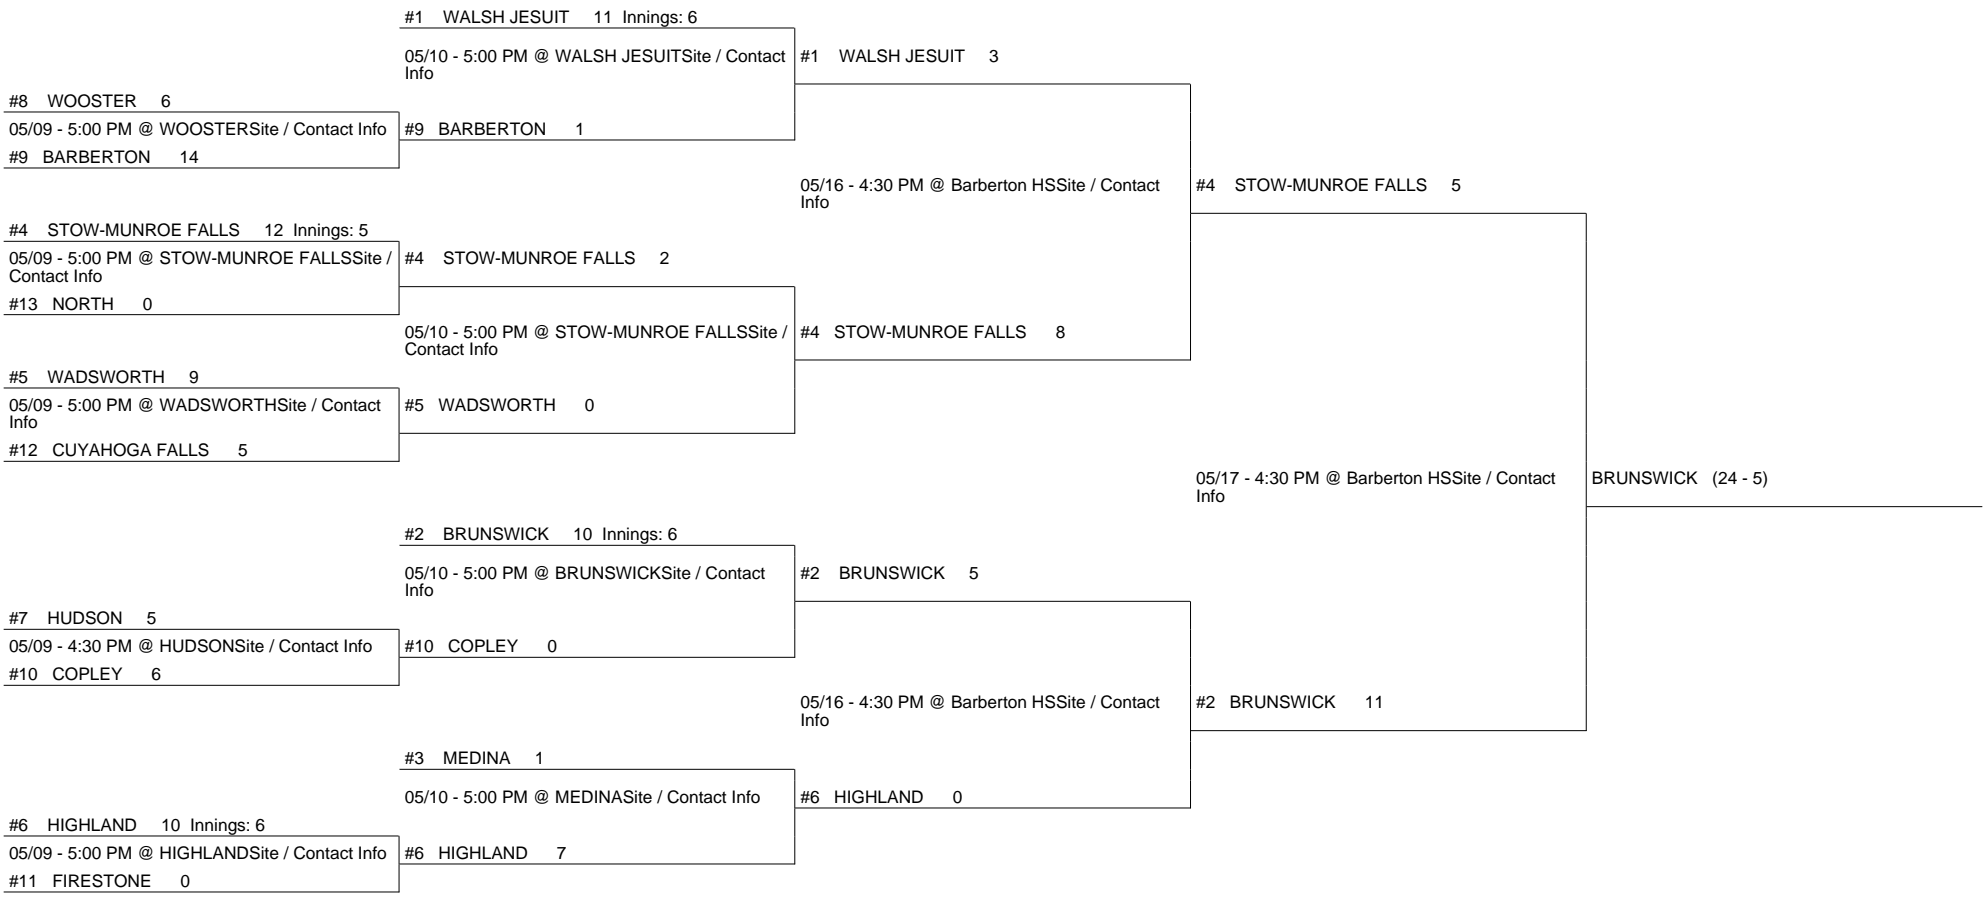 #1 WALSH JESUIT 11 Innings: 6
05/10 - 5:00 PM @ WALSH JESUITSite / Contact
Info
#1 WALSH JESUIT 3
#8 WOOSTER 6
05/09 - 5:00 PM @ WOOSTERSite / Contact Info
#9 BARBERTON 1
#9 BARBERTON 14
05/16 - 4:30 PM @ Barberton HSSite / Contact
Info
#4 STOW-MUNROE FALLS 5
#4 STOW-MUNROE FALLS 12 Innings: 5
05/09 - 5:00 PM @ STOW-MUNROE FALLSSite /
Contact Info
#4 STOW-MUNROE FALLS 2
#13 NORTH 0
05/10 - 5:00 PM @ STOW-MUNROE FALLSSite /
Contact Info
#4 STOW-MUNROE FALLS 8
#5 WADSWORTH 9
05/09 - 5:00 PM @ WADSWORTHSite / Contact
Info
#5 WADSWORTH 0
#12 CUYAHOGA FALLS 5
05/17 - 4:30 PM @ Barberton HSSite / Contact
Info
BRUNSWICK (24 - 5)
#2 BRUNSWICK 10 Innings: 6
05/10 - 5:00 PM @ BRUNSWICKSite / Contact
Info
#2 BRUNSWICK 5
#7 HUDSON 5
05/09 - 4:30 PM @ HUDSONSite / Contact Info
#10 COPLEY 0
#10 COPLEY 6
05/16 - 4:30 PM @ Barberton HSSite / Contact
Info
#2 BRUNSWICK 11
#3 MEDINA 1
05/10 - 5:00 PM @ MEDINASite / Contact Info
#6 HIGHLAND 0
#6 HIGHLAND 10 Innings: 6
05/09 - 5:00 PM @ HIGHLANDSite / Contact Info
#6 HIGHLAND 7
#11 FIRESTONE 0